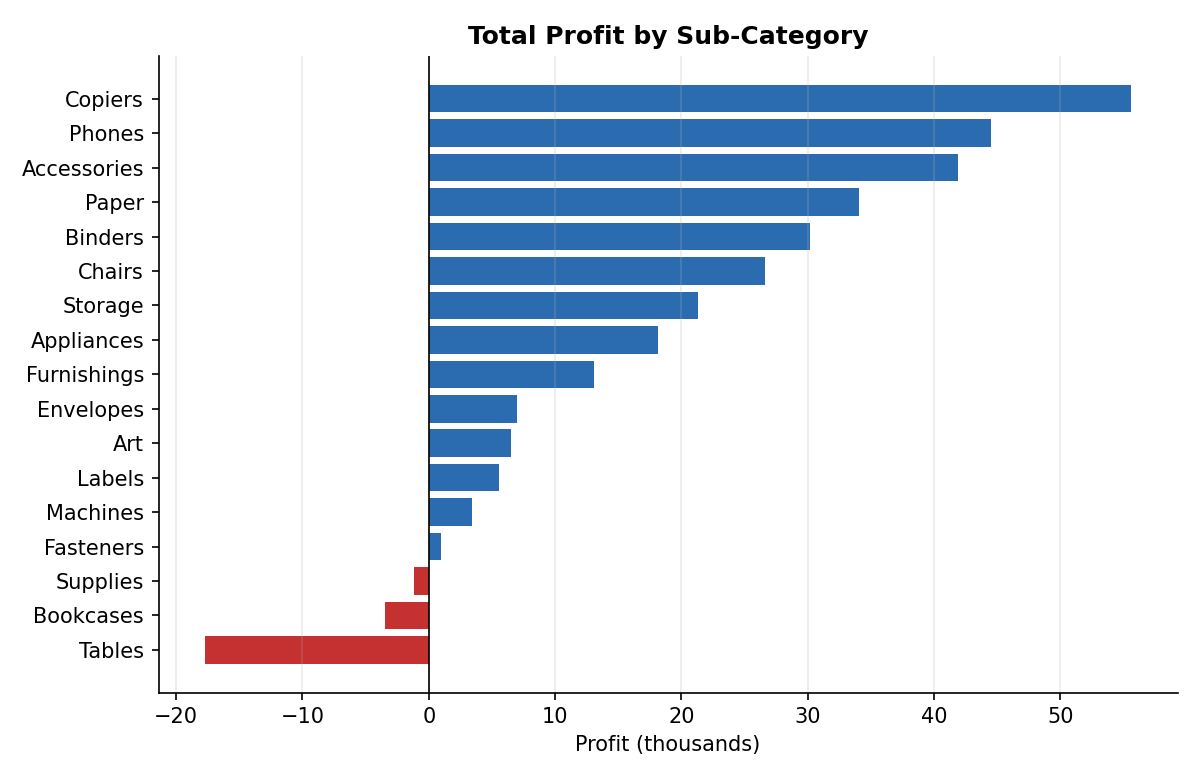 Total Profit by Sub-Category
Copiers
Phones
Accessories
Paper
Binders
Chairs
Storage
Appliances
Furnishings
Envelopes
Art
Labels
Machines
Fasteners
Supplies
Bookcases
Tables
−20 −10 0 10 20 30 40 50
Profit (thousands)